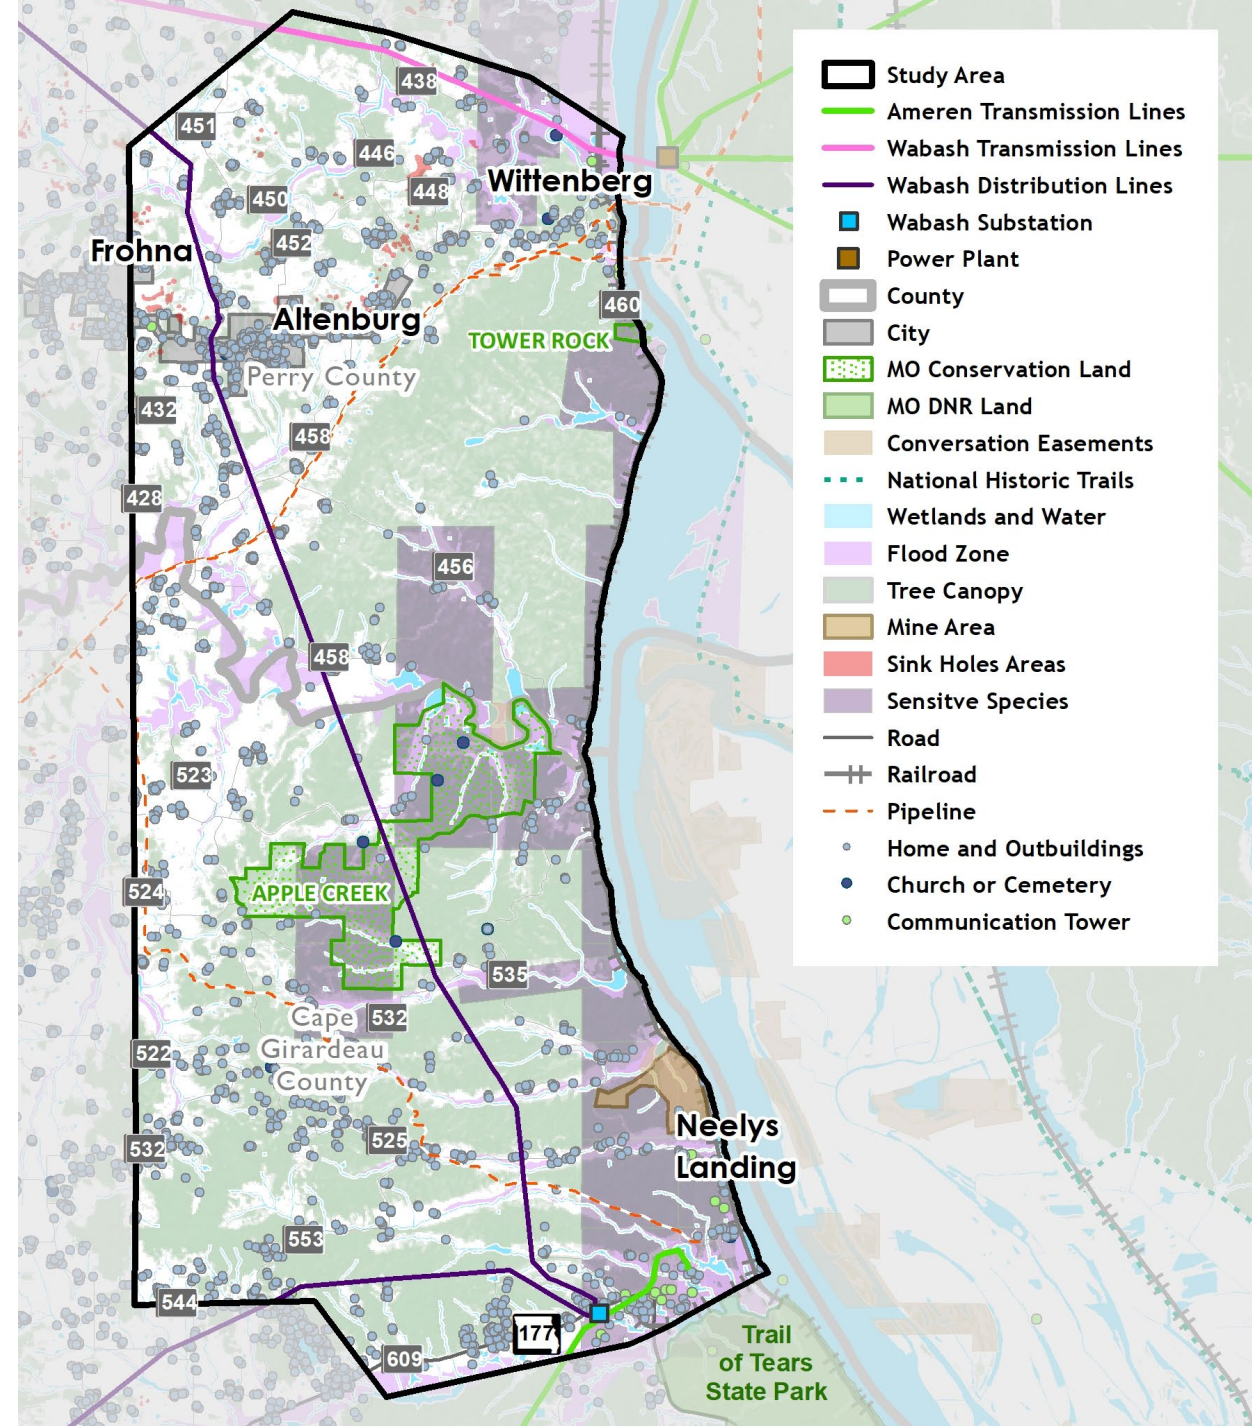 438
451
446
Wittenberg
448
450
452
Frohna
460
Altenburg
TOWER ROCK
Perry County
432
458
428
456
458
523
524
APPLE CREEK
535
532
Cape
Girardeau
County
522
525
532
Neelys
Landing
553
544
177
609
Trail
of Tears
State Park
Study Area
Ameren Transmission Lines
Wabash Transmission Lines
Wabash Distribution Lines
Wabash Substation
Power Plant
County
City
MO Conservation Land
MO DNR Land
Conversation Easements
National Historic Trails
Wetlands and Water
Flood Zone
Tree Canopy
Mine Area
Sink Holes Areas
Sensitve Species
Road
Railroad
Pipeline
Home and Outbuildings
Church or Cemetery
Communication Tower